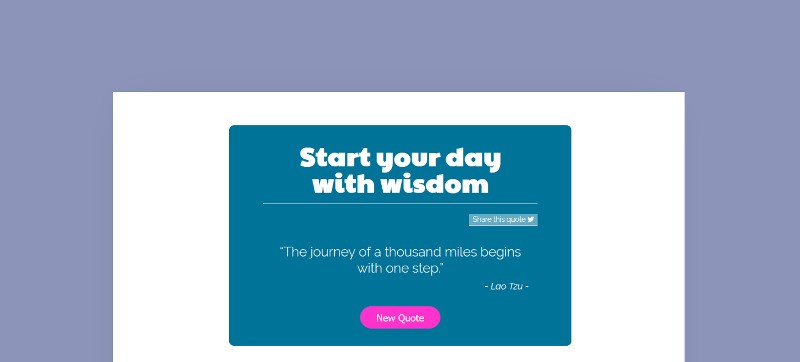 Start your day
with wisdom
Share this quote
“The journey of a thousand miles begins
with one step.”
- Lao Tzu -
New Quote